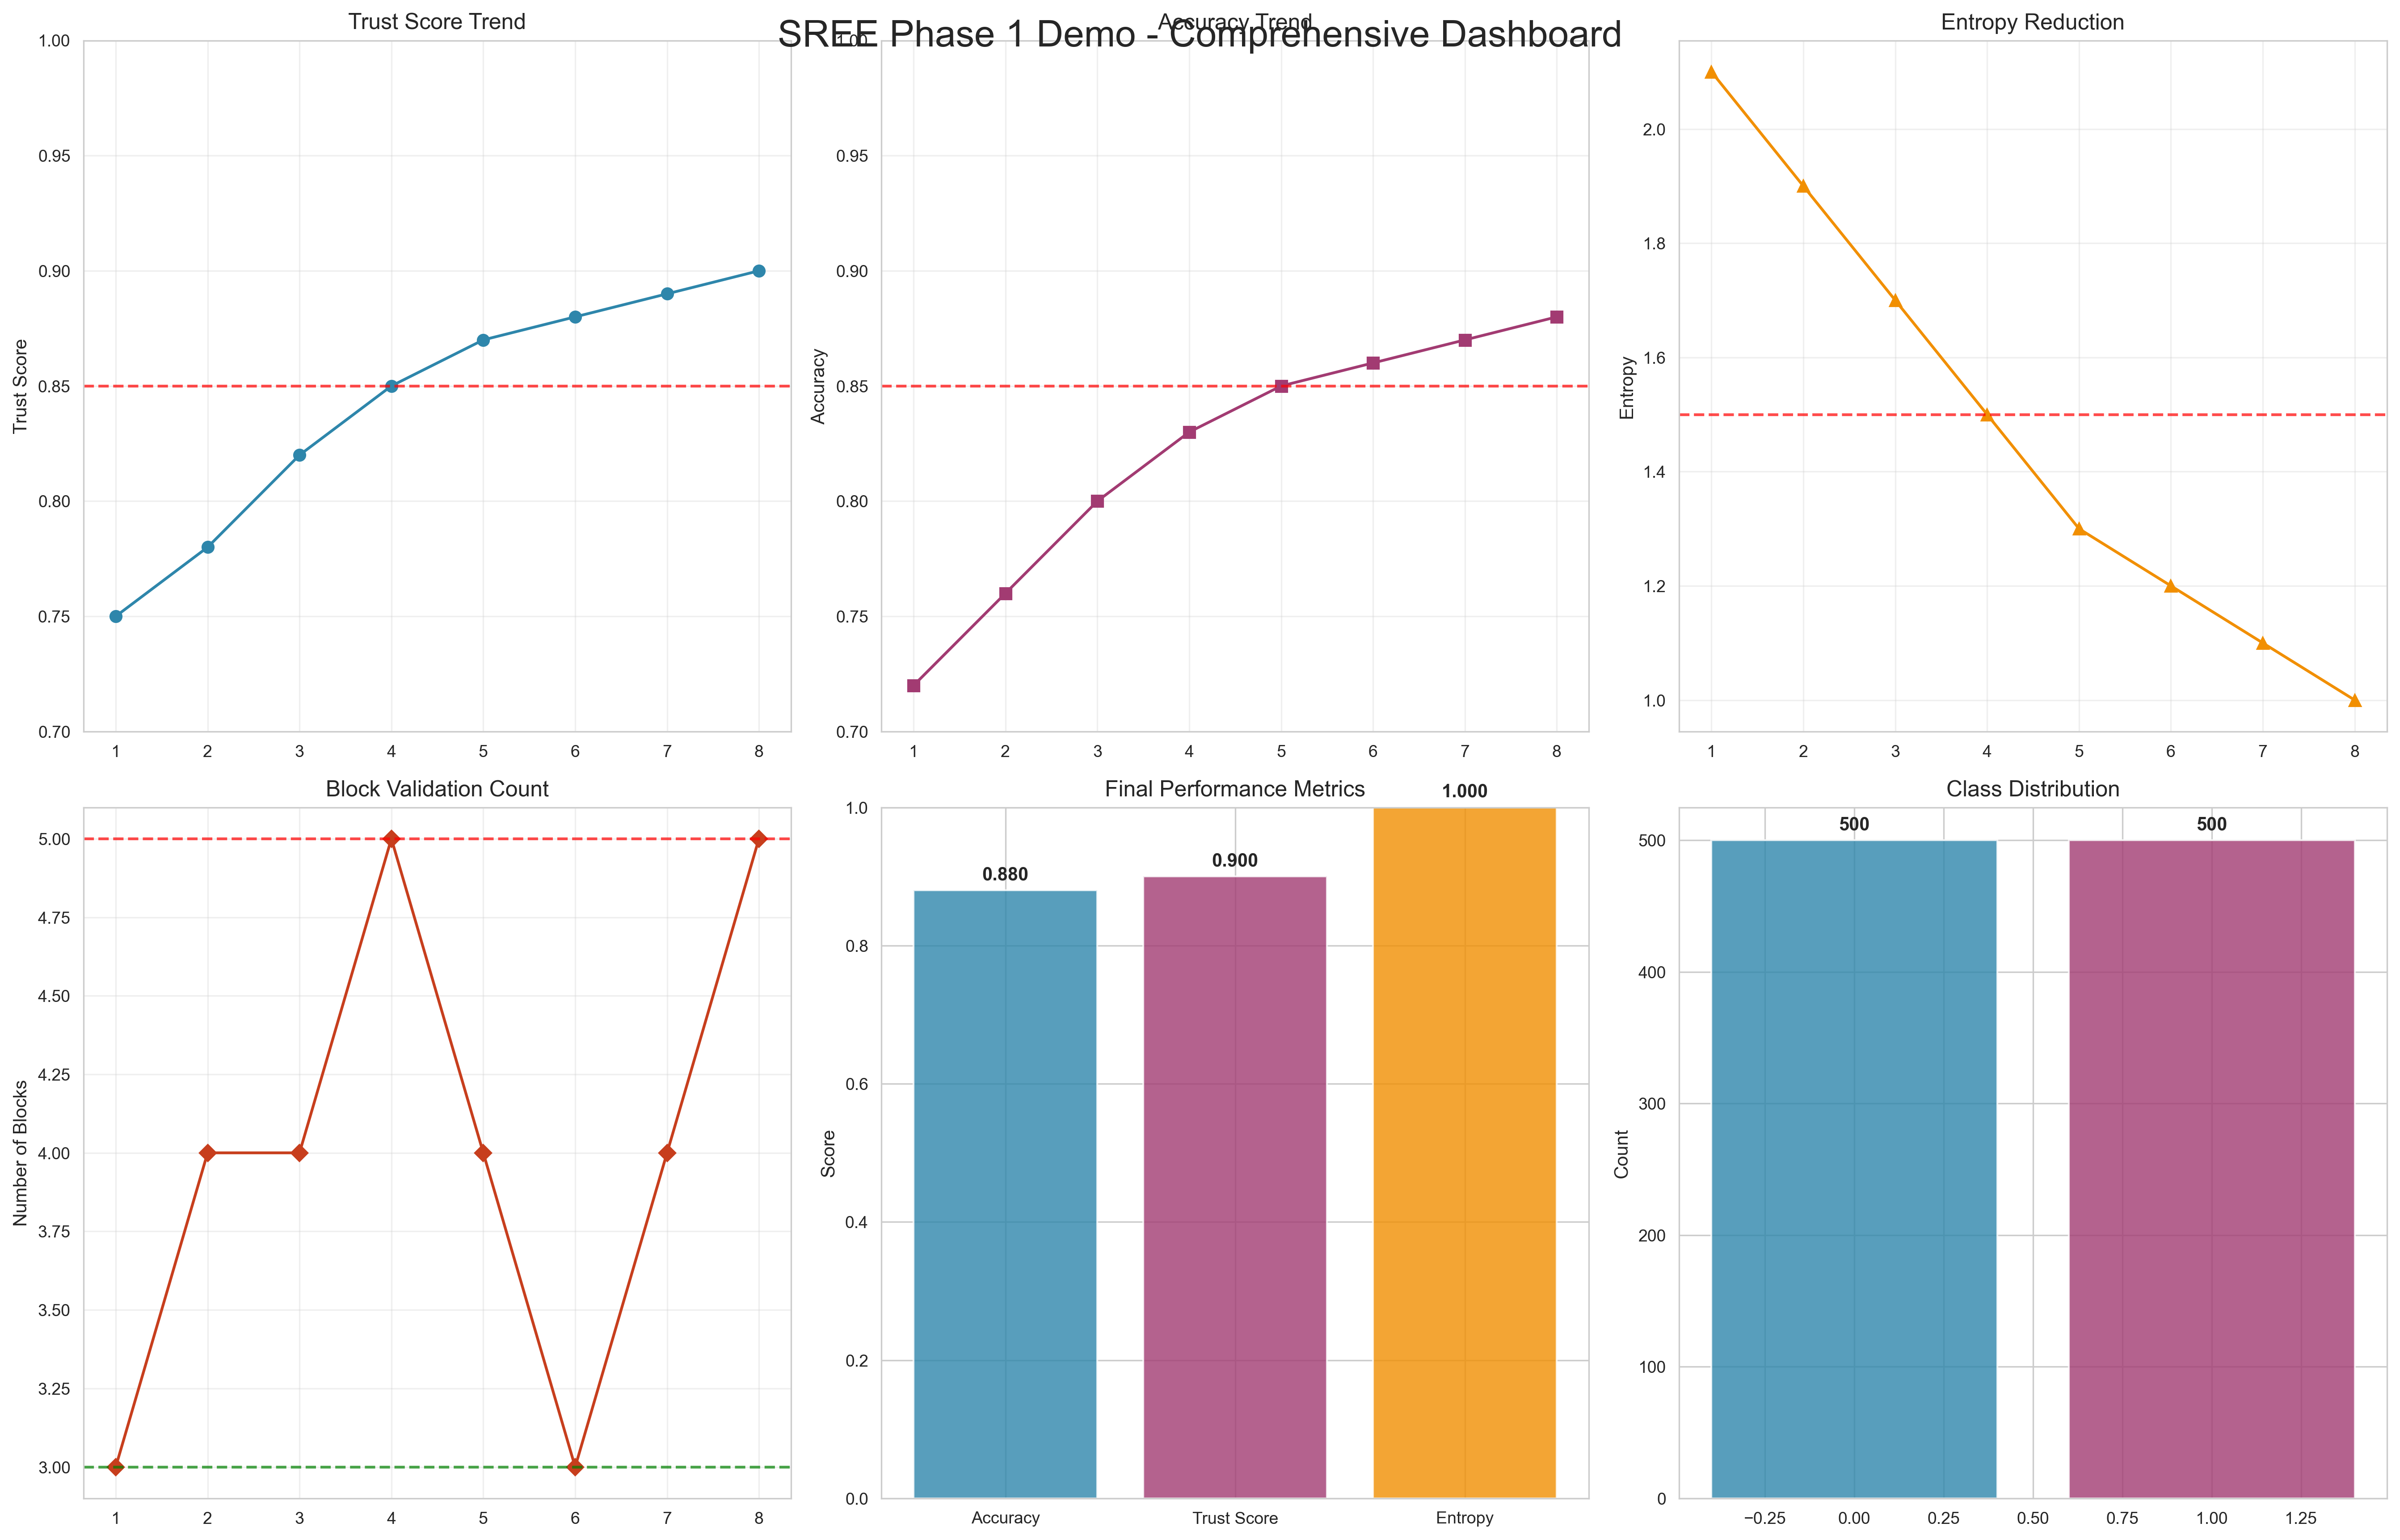 SREE Phase 1 Demo - Comprehensive Dashboard
Trust Score Trend
1.00
0.95
0.90
0.85
0.80
0.75
0.70
Trust Score
1 2 3 4 5 6 7 8
Accuracy Trend
1.00
0.95
0.90
0.85
0.80
0.75
0.70
Accuracy
1 2 3 4 5 6 7 8
Entropy Reduction
2.0
1.8
1.6
1.4
1.2
1.0
Entropy
1 2 3 4 5 6 7 8
Block Validation Count
5.00
4.75
4.50
4.25
4.00
3.75
3.50
3.25
3.00
Number of Blocks
1 2 3 4 5 6 7 8
Final Performance Metrics
1.0
0.8
0.6
0.4
0.2
0.0
Score
0.880
0.900
1.000
Accuracy Trust Score Entropy
Class Distribution
500
400
300
200
100
0
Count
500 500
−0.25 0.00 0.25 0.50 0.75 1.00 1.25